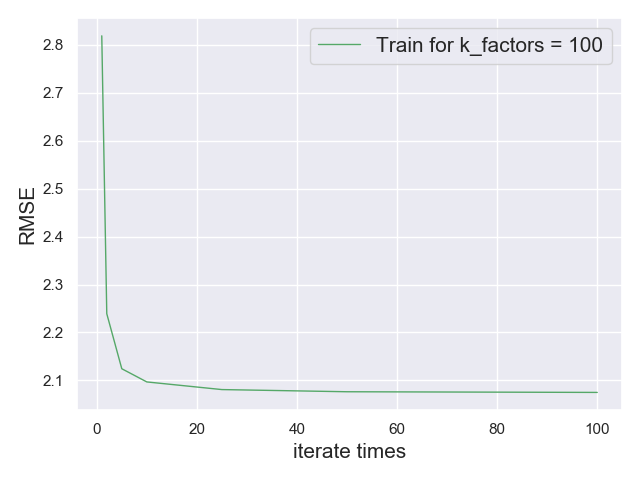 Train for k_factors = 100
2.8
2.7
2.6
2.5
2.4
2.3
2.2
2.1
RMSE
0 20 40 60 80 100
iterate times